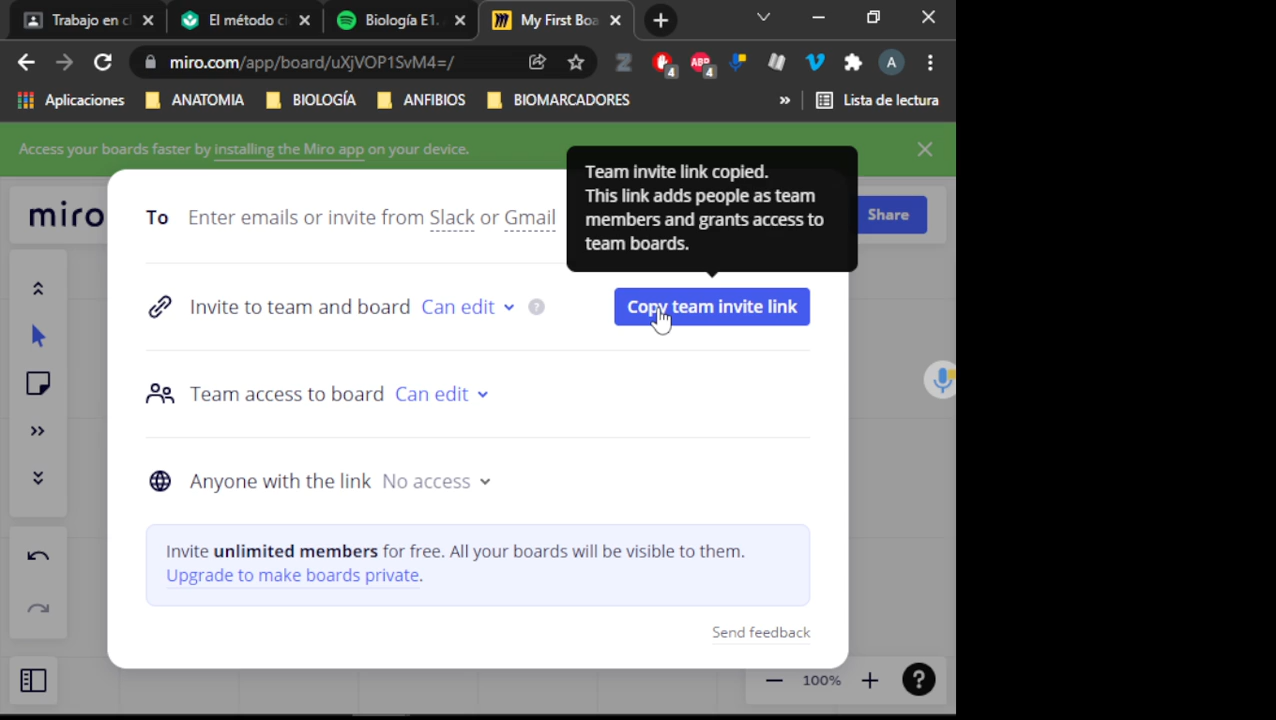 Trabajo en cl
El método ci
Biología E1.
My First Boa
miro.com/app/board/uXjVOP1SvM4=/
4
ABP
4
A
Aplicaciones
ANATOMIA
BIOLOGÍA
ANFIBIOS
BIOMARCADORES
»
Lista de lectura
Access your boards faster by installing the Miro app on your device.
miro
To Enter emails or invite from Slack or Gmail
Team invite link copied.
This link adds people as team
members and grants access to
team boards.
Share
Invite to team and board Can edit ?
Copy team invite link
Team access to board Can edit
Anyone with the link No access
Invite unlimited members for free. All your boards will be visible to them.
Upgrade to make boards private.
Send feedback
— 100% + ?